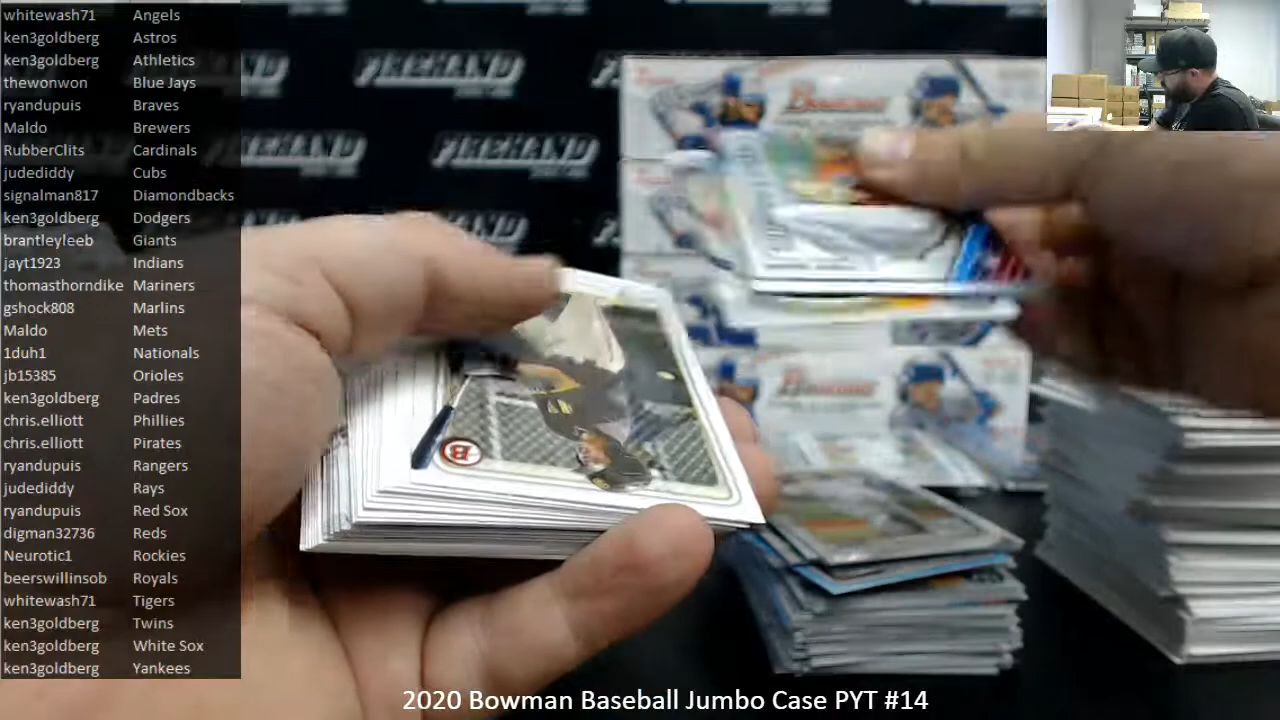 whitewash71 Angels
ken3goldberg Astros
ken3goldberg Athletics
thewonwon Blue Jays
ryandupuis Braves
Maldo Brewers
RubberClits Cardinals
judediddy Cubs
signalman817 Diamondbacks
ken3goldberg Dodgers
brantleyleeb Giants
jayt1923 Indians
thomasthorndike Mariners
gshock808 Marlins
Maldo Mets
1duh1 Nationals
jb15385 Orioles
ken3goldberg Padres
chris.elliott Phillies
chris.elliott Pirates
ryandupuis Rangers
judediddy Rays
ryandupuis Red Sox
digman32736 Reds
Neurotic1 Rockies
beerswillinsob Royals
whitewash71 Tigers
ken3goldberg Twins
ken3goldberg White Sox
ken3goldberg Yankees
FIREHAND
FIREHAND
FIREHAND
Bowman
Bowman
B
2020 Bowman Baseball Jumbo Case PYT #14